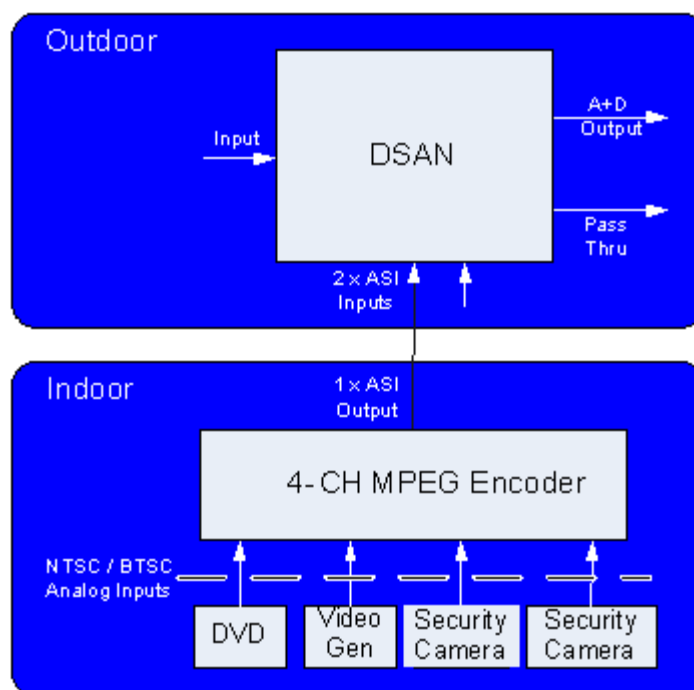 Outdoor
DSAN
Input
A+D
Output
Pass
Thru
2 x ASI
Inputs
Indoor
1 x ASI
Output
4-CH MPEG Encoder
NTSC / BTSC
Analog Inputs
DVD
Video
Gen
Security
Camera
Security
Camera